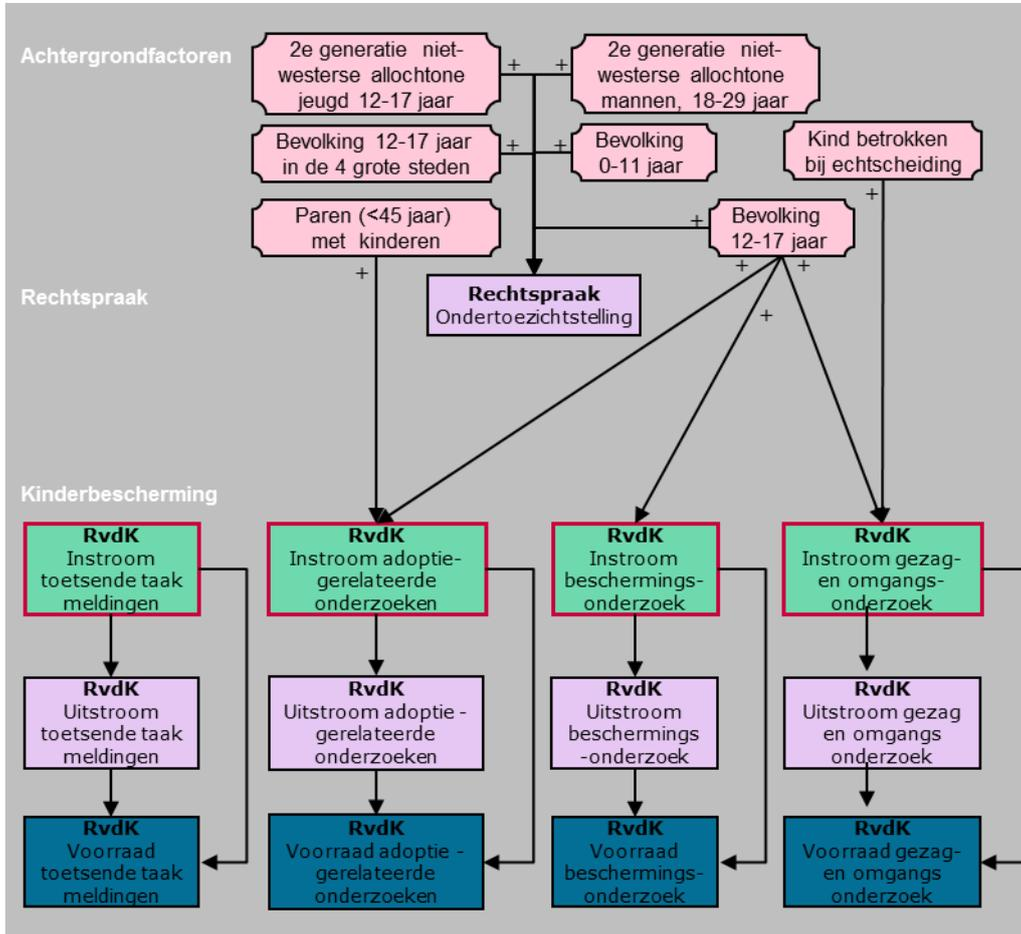 Achtergrondfactoren
2e generatie niet-
westerse allochtone
jeugd 12-17 jaar
+
+
2e generatie niet-
westerse allochtone
mannen, 18-29 jaar
Bevolking 12-17 jaar
in de 4 grote steden
+
+
Bevolking
0-11 jaar
Kind betrokken
bij echtscheiding
+
Paren (<45 jaar)
met kinderen
+
+
Bevolking
12-17 jaar
+
+
+
Rechtspraak
Rechtspraak
Ondertoezichtstelling
Kinderbescherming
RvdK
Instroom
toetsende taak
meldingen
RvdK
Instroom adoptie-
gerelateerde
onderzoeken
RvdK
Instroom
beschermings-
onderzoek
RvdK
Instroom gezag-
en omgangs-
onderzoek
RvdK
Uitstroom
toetsende taak
meldingen
RvdK
Uitstroom adoptie -
gerelateerde
onderzoeken
RvdK
Uitstroom
beschermings
-onderzoek
RvdK
Uitstroom gezag
en omgangs
onderzoek
RvdK
Voorraad
toetsende taak
meldingen
RvdK
Voorraad adoptie -
gerelateerde
onderzoeken
RvdK
Voorraad
beschermings-
onderzoek
RvdK
Voorraad gezag-
en omgangs
onderzoek